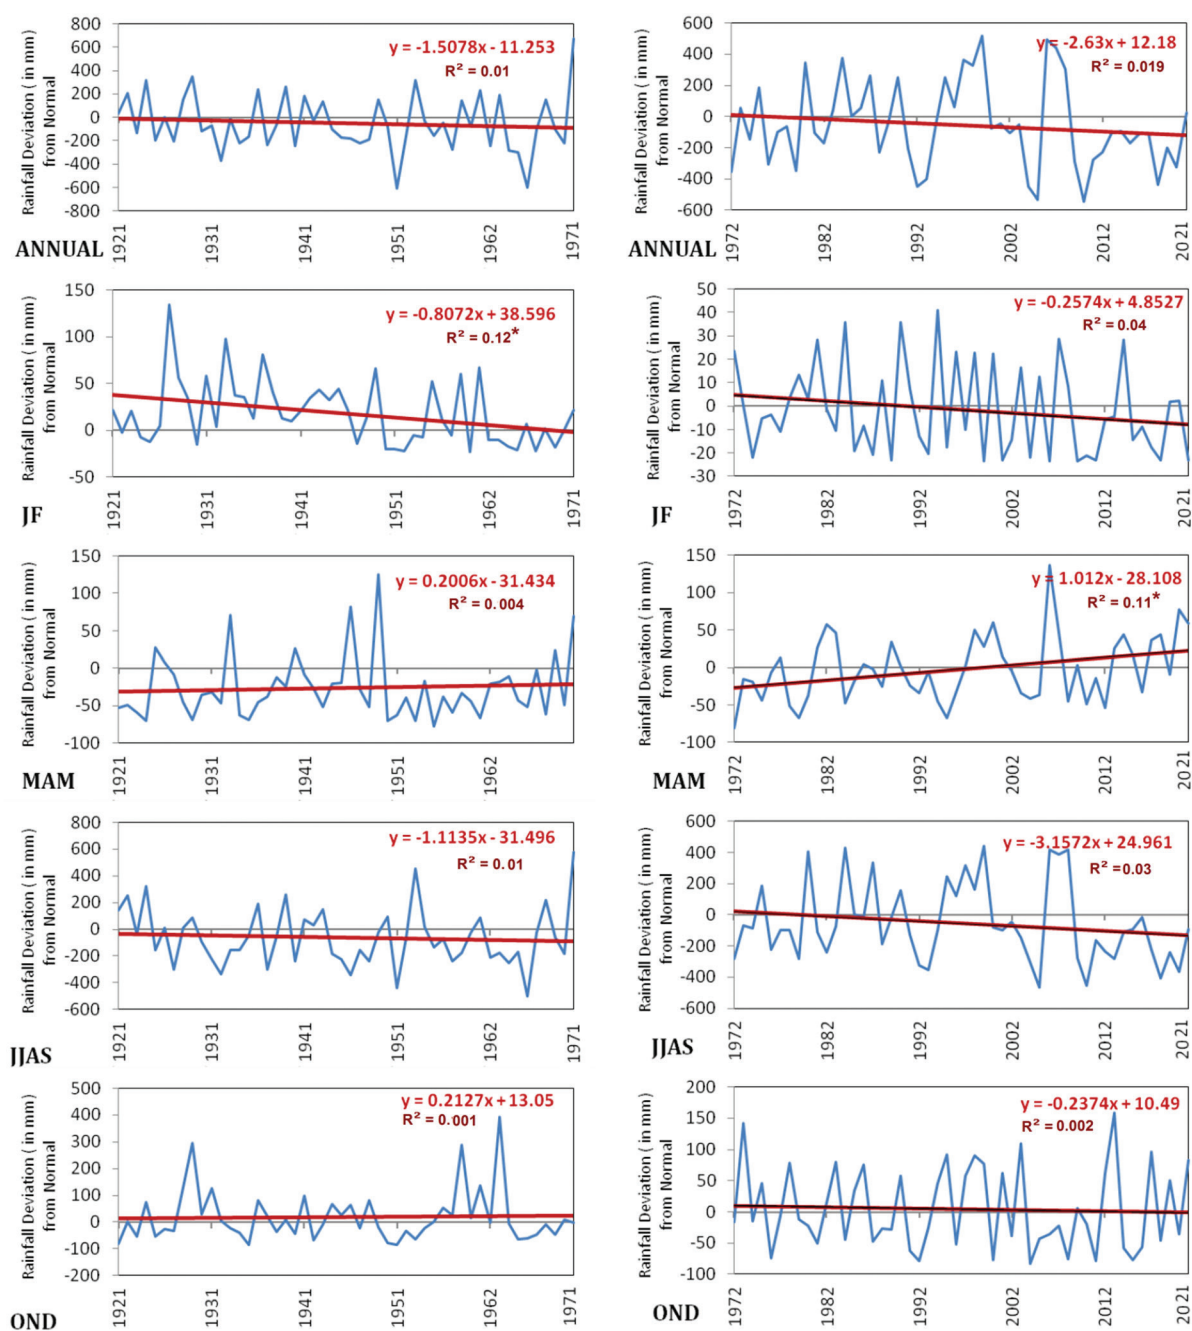 Rainfall Deviation ( in mm)
from Normal
800
600
400
200
0
-200
-400
-600
-800
y = -1.5078x - 11.253
R² = 0.01
1921
1931
1941
1951
1962
1971
ANNUAL
Rainfall Deviation ( in mm)
from Normal
600
400
200
0
-200
-400
-600
y = -2.63x + 12.18
R² = 0.019
1972
1982
1992
2002
2012
2021
ANNUAL
Rainfall Deviation ( in mm)
from Normal
150
100
50
0
-50
y = -0.8072x + 38.596
R² = 0.12*
1921
1931
1941
1951
1962
1971
JF
Rainfall Deviation ( in mm)
from Normal
50
40
30
20
10
0
-10
-20
-30
y = -0.2574x + 4.8527
R² = 0.04
1972
1982
1992
2002
2012
2021
JF
Rainfall Deviation ( in mm)
from Normal
150
100
50
0
-50
-100
y = 0.2006x - 31.434
R² = 0.004
1921
1931
1941
1951
1962
1971
MAM
Rainfall Deviation ( in mm)
from Normal
150
100
50
0
-50
-100
y = 1.012x - 28.108
R² = 0.11*
1972
1982
1992
2002
2012
2021
MAM
Rainfall Deviation ( in mm)
from Normal
800
600
400
200
0
-200
-400
-600
y = -1.1135x - 31.496
R² = 0.01
1921
1931
1941
1951
1962
1971
JJAS
Rainfall Deviation ( in mm)
from Normal
600
400
200
0
-200
-400
-600
y = -3.1572x + 24.961
R² = 0.03
1972
1982
1992
2002
2012
2021
JJAS
Rainfall Deviation ( in mm)
from Normal
500
400
300
200
100
0
-100
-200
y = 0.2127x + 13.05
R² = 0.001
1921
1931
1941
1951
1962
1971
OND
Rainfall Deviation ( in mm)
from Normal
200
150
100
50
0
-50
-100
y = -0.2374x + 10.49
R² = 0.002
1972
1982
1992
2002
2012
2021
OND